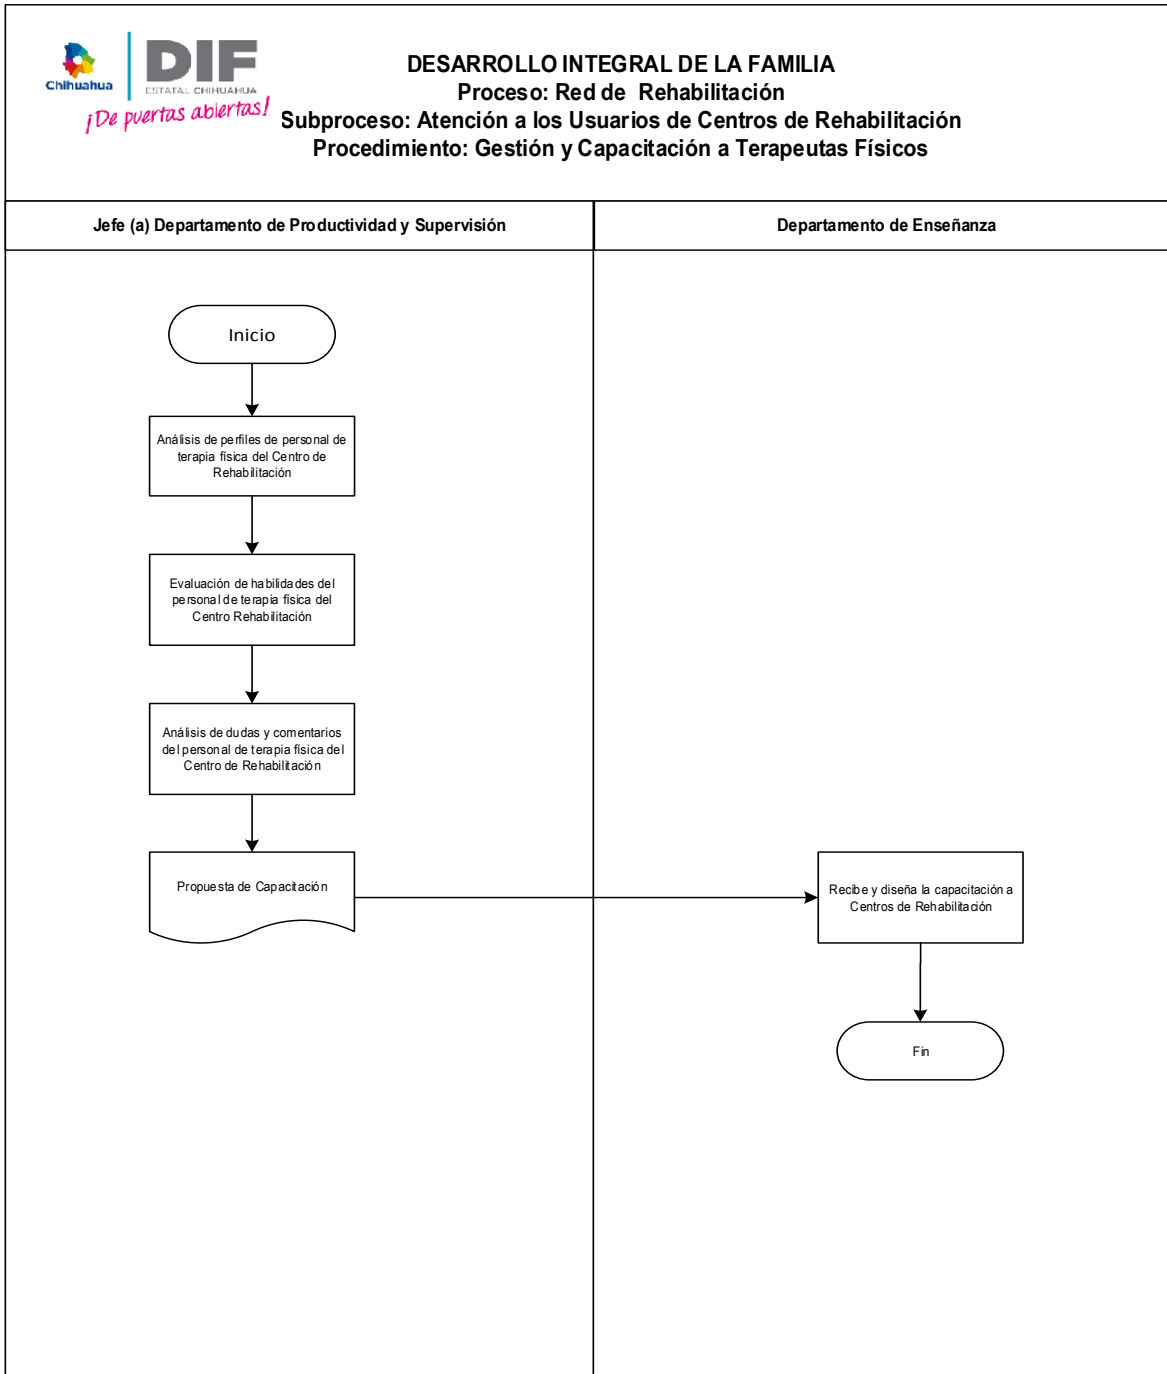 Chihuahua
DIF
ESTATAL CHIHUAHUA
¡De puertas abiertas!
DESARROLLO INTEGRAL DE LA FAMILIA
Proceso: Red de Rehabilitación
Subproceso: Atención a los Usuarios de Centros de Rehabilitación
Procedimiento: Gestión y Capacitación a Terapeutas Físicos
Jefe (a) Departamento de Productividad y Supervisión
Departamento de Enseñanza
Inicio
Análisis de perfiles de personal de
terapia física del Centro de
Rehabilitación
Evaluación de habilidades del
personal de terapia física del
Centro Rehabilitación
Análisis de dudas y comentarios
del personal de terapia física del
Centro de Rehabilitación
Propuesta de Capacitación
Recibe y diseña la capacitación a
Centros de Rehabilitación
Fin